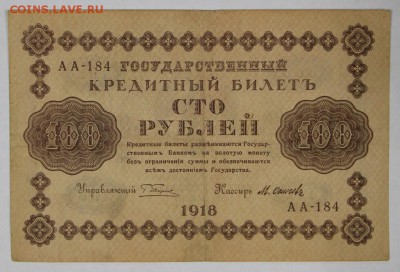 COINS.LAVE.RU
АА-184 ГОСУДАРСТВЕННЫЙ
КРЕДИТНЫЙ БИЛЕТЪ
СТО
РУБЛЕЙ
100 100
Кредитные билеты размѣниваются Государ-
ственнымъ Банкомъ на золотую монету
безъ ограниченія суммы и обезпечиваются
всѣмъ достояніемъ Государства.
Управляющій Кассиръ
1918
АА-184